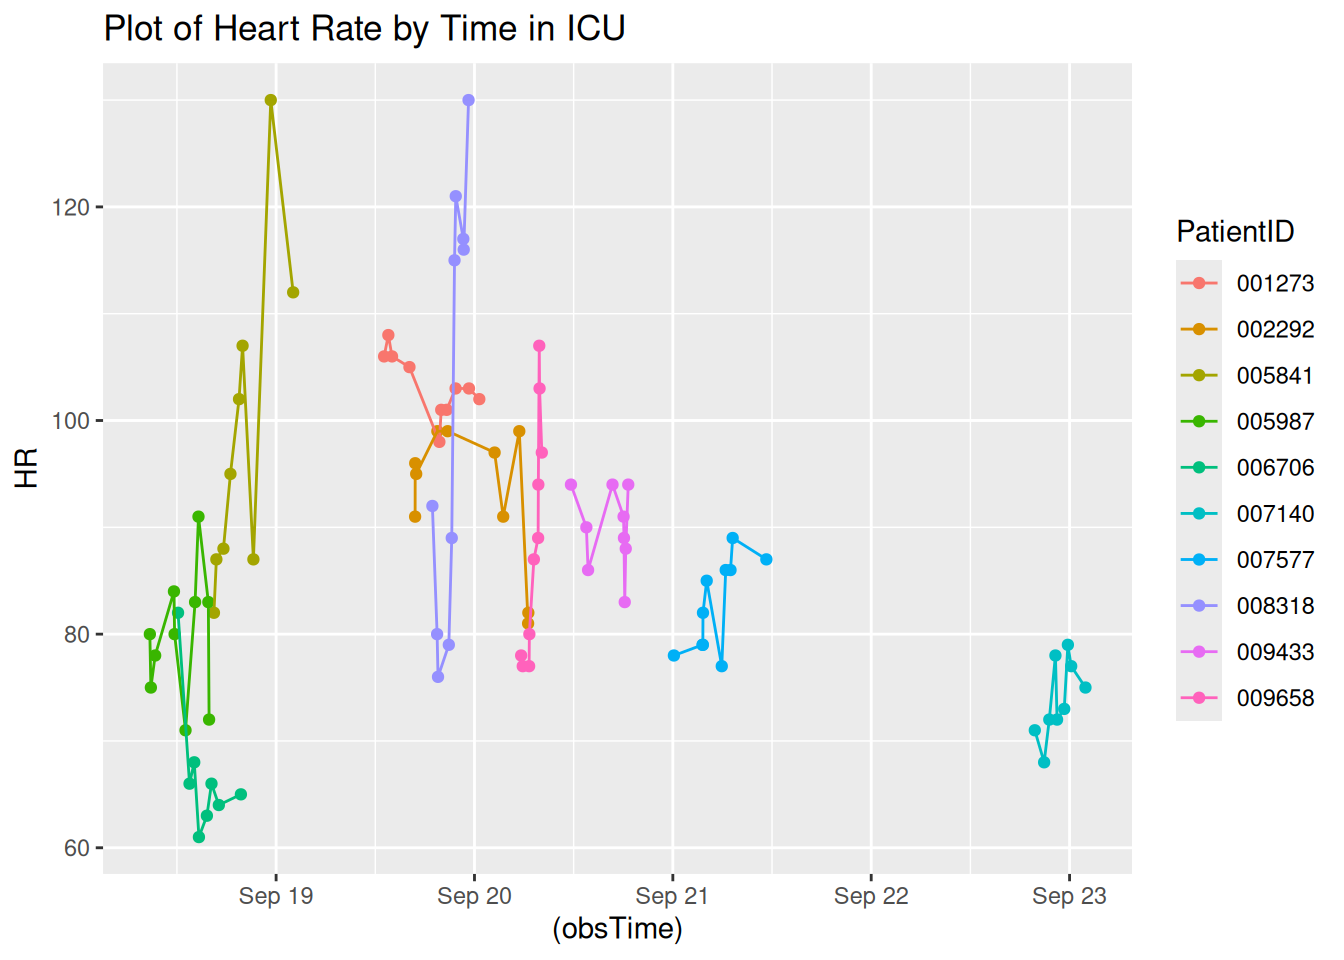 Plot of Heart Rate by Time in ICU
120
100
80
60
HR
Sep 19
Sep 20
Sep 21
Sep 22
Sep 23
(obsTime)
PatientID
001273
002292
005841
005987
006706
007140
007577
008318
009433
009658